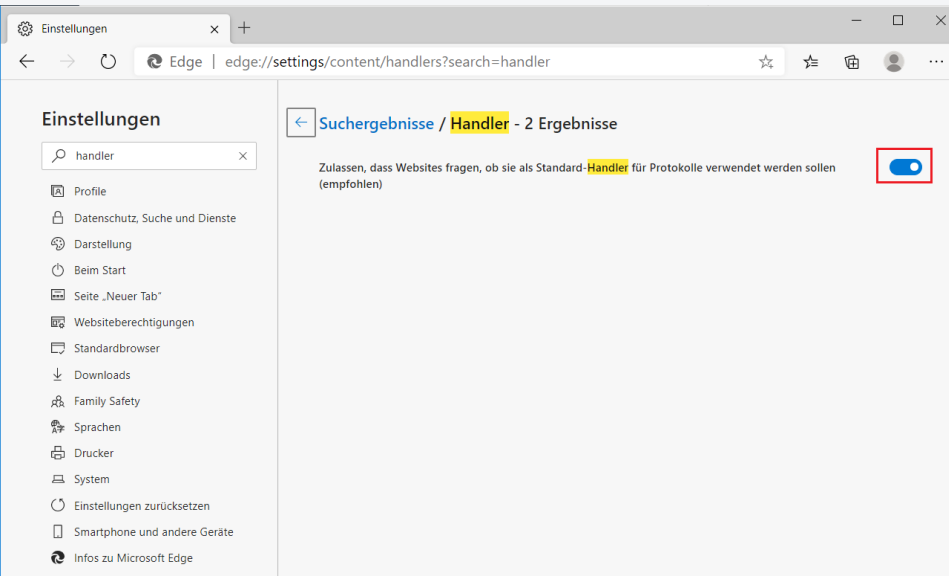 Einstellungen
Edge | edge://settings/content/handlers?search=handler
Einstellungen
handler
Profile
Datenschutz, Suche und Dienste
Darstellung
Beim Start
Seite „Neuer Tab"
Websiteberechtigungen
Standardbrowser
Downloads
Family Safety
Sprachen
Drucker
System
Einstellungen zurücksetzen
Smartphone und andere Geräte
Infos zu Microsoft Edge
Suchergebnisse / Handler - 2 Ergebnisse
Zulassen, dass Websites fragen, ob sie als Standard-Handler für Protokolle verwendet werden sollen
(empfohlen)